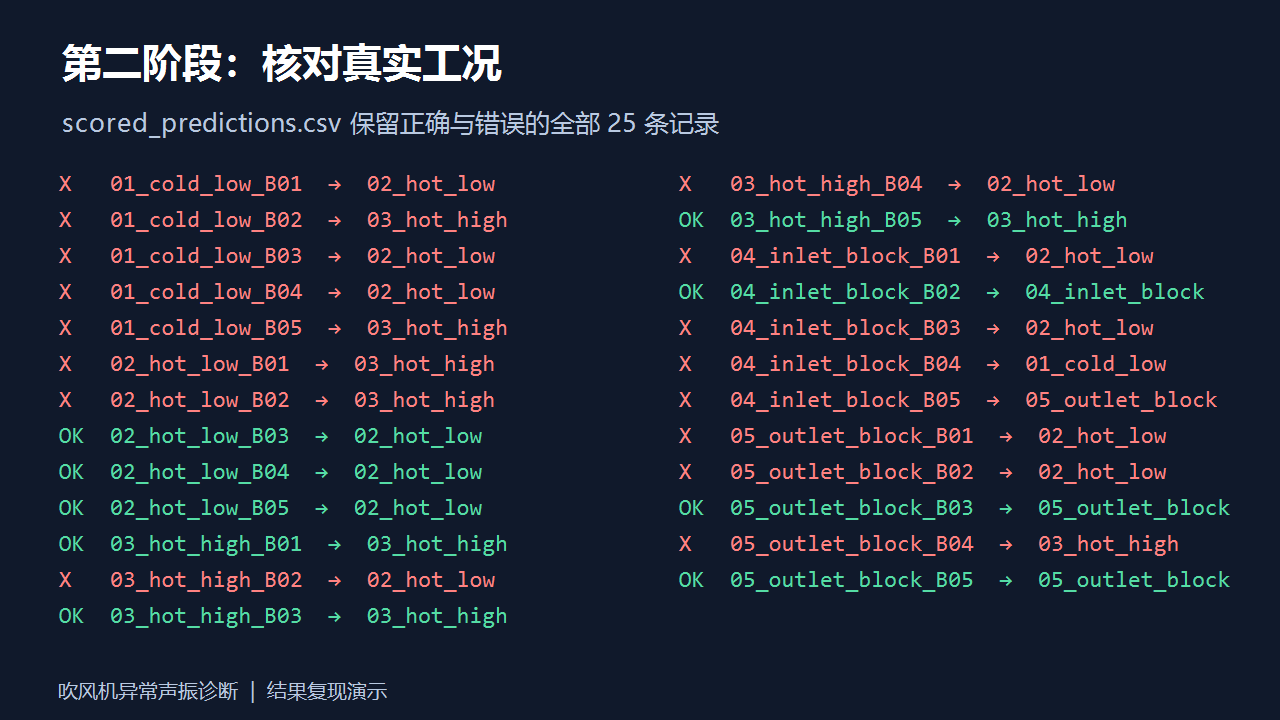 第二阶段：核对真实工况
scored_predictions.csv 保留正确与错误的全部 25 条记录
X 01_cold_low_B01 → 02_hot_low
X 01_cold_low_B02 → 03_hot_high
X 01_cold_low_B03 → 02_hot_low
X 01_cold_low_B04 → 02_hot_low
X 01_cold_low_B05 → 03_hot_high
X 02_hot_low_B01 → 03_hot_high
X 02_hot_low_B02 → 03_hot_high
OK 02_hot_low_B03 → 02_hot_low
OK 02_hot_low_B04 → 02_hot_low
OK 02_hot_low_B05 → 02_hot_low
OK 03_hot_high_B01 → 03_hot_high
X 03_hot_high_B02 → 02_hot_low
OK 03_hot_high_B03 → 03_hot_high
X 03_hot_high_B04 → 02_hot_low
OK 03_hot_high_B05 → 03_hot_high
X 04_inlet_block_B01 → 02_hot_low
OK 04_inlet_block_B02 → 04_inlet_block
X 04_inlet_block_B03 → 02_hot_low
X 04_inlet_block_B04 → 01_cold_low
X 04_inlet_block_B05 → 05_outlet_block
X 05_outlet_block_B01 → 02_hot_low
X 05_outlet_block_B02 → 02_hot_low
OK 05_outlet_block_B03 → 05_outlet_block
X 05_outlet_block_B04 → 03_hot_high
OK 05_outlet_block_B05 → 05_outlet_block
吹风机异常声振诊断 | 结果复现演示